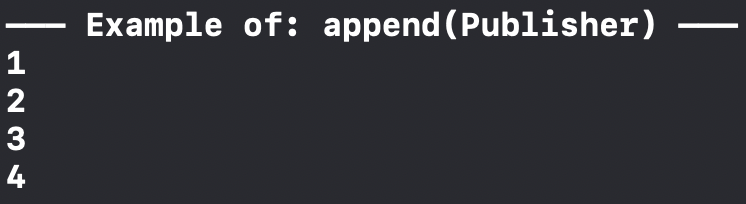 ——— Example of: append(Publisher) ———
1
2
3
4